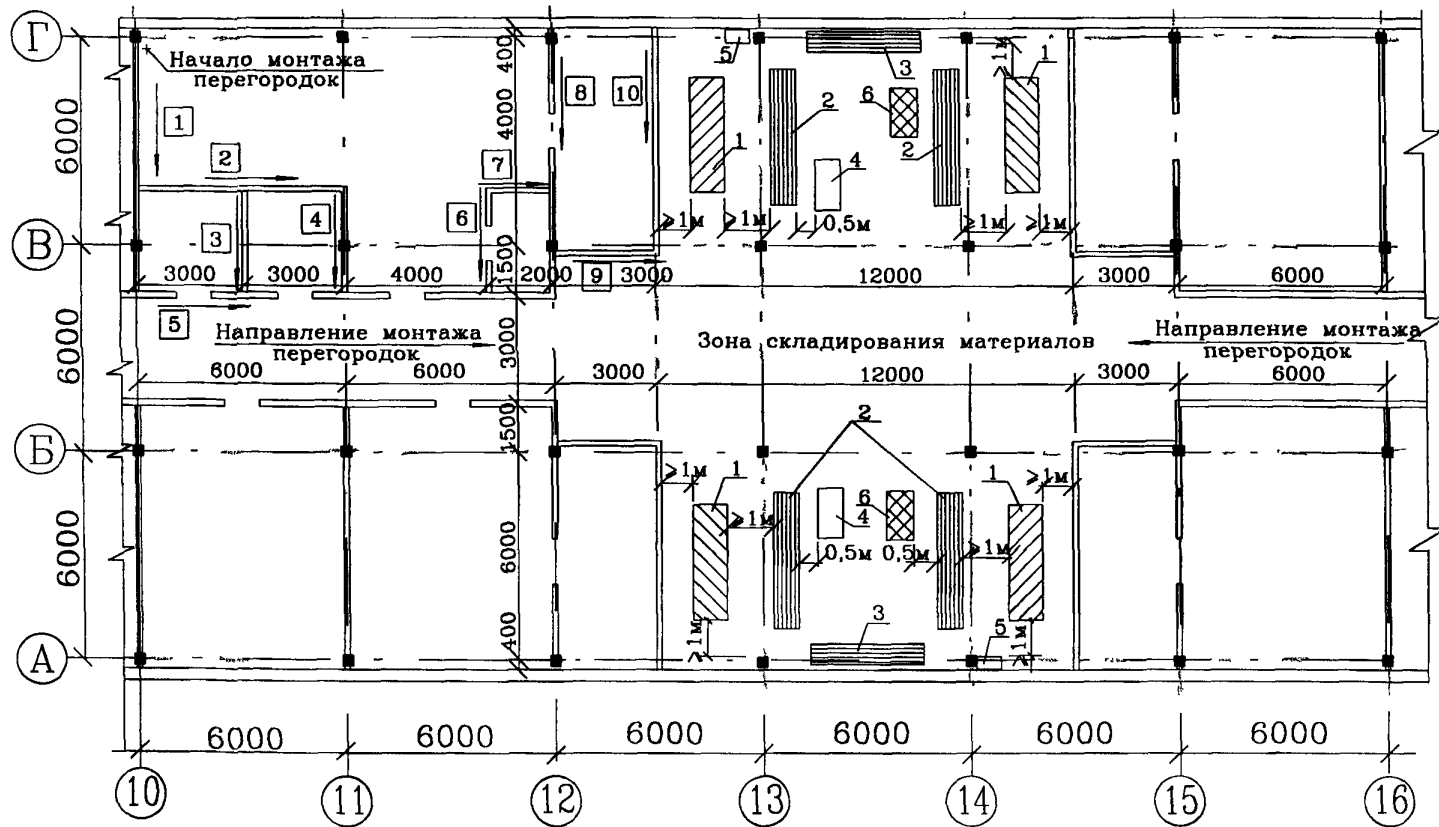 Г
Начало монтажа
перегородок
400
5
3
≥1м
1
6000
1
8
10
4000
2
6
2
7
1
4
2
3
4
6
≥1м
≥1м
0,5м
≥1м
≥1м
В
1500
3000
3000
4000
2000
9
3000
12000
3000
6000
5
Направление монтажа
перегородок
6000
3000
Зона складирования материалов
Направление монтажа
перегородок
6000
6000
3000
12000
3000
6000
Б
1500
2
≥1м
1
≥1м
1
≥1м
4
6
0,5м
0,5м
≥1м
6000
6000
3
5
≥1м
≥1м
400
А
6000
6000
6000
6000
6000
6000
10
11
12
13
14
15
16